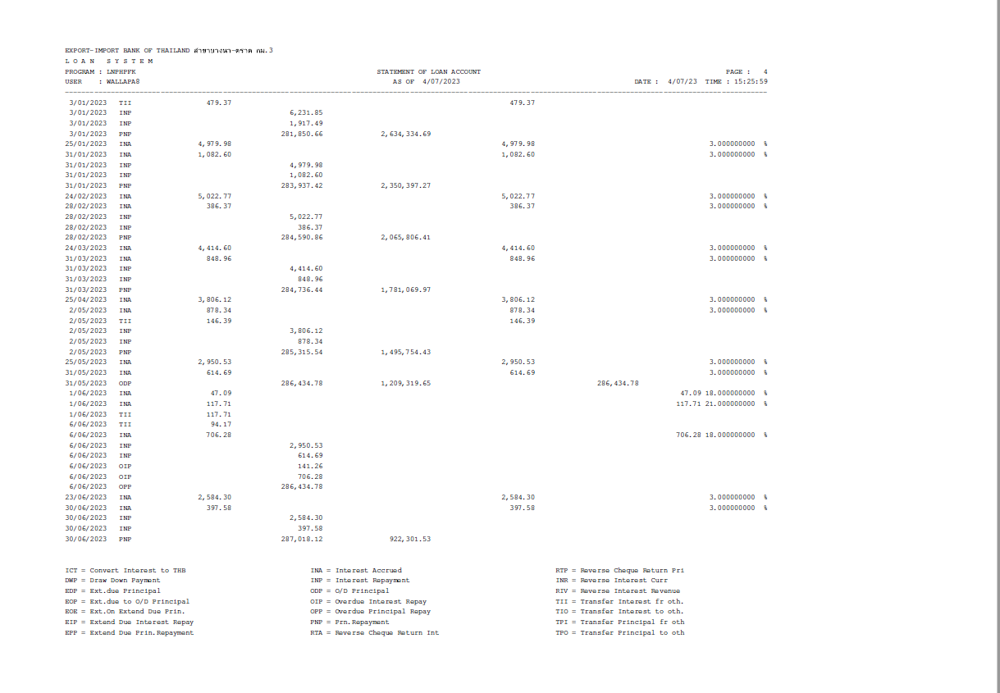 EXPORT-IMPORT BANK OF THAILAND สาขาบางนา-ตราด กม.3
L O A N   S Y S T E M
PROGRAM : LNPHPFK STATEMENT OF LOAN ACCOUNT PAGE : 4
USER : WALLAPA8 AS OF 4/07/2023 DATE : 4/07/23 TIME : 15:25:59
3/01/2023 TII 479.37 479.37
3/01/2023 INP 6,231.85
3/01/2023 INP 1,917.49
3/01/2023 PNP 281,850.66 2,634,334.69
25/01/2023 INA 4,979.98 4,979.98 3.000000000 %
31/01/2023 INA 1,082.60 1,082.60 3.000000000 %
31/01/2023 INP 4,979.98
31/01/2023 INP 1,082.60
31/01/2023 PNP 283,937.42 2,350,397.27
24/02/2023 INA 5,022.77 5,022.77 3.000000000 %
28/02/2023 INA 386.37 386.37 3.000000000 %
28/02/2023 INP 5,022.77
28/02/2023 INP 386.37
28/02/2023 PNP 284,590.86 2,065,806.41
24/03/2023 INA 4,414.60 4,414.60 3.000000000 %
31/03/2023 INA 848.96 848.96 3.000000000 %
31/03/2023 INP 4,414.60
31/03/2023 INP 848.96
31/03/2023 PNP 284,736.44 1,781,069.97
25/04/2023 INA 3,806.12 3,806.12 3.000000000 %
2/05/2023 INA 878.34 878.34 3.000000000 %
2/05/2023 TII 146.39 146.39
2/05/2023 INP 3,806.12
2/05/2023 INP 878.34
2/05/2023 PNP 285,315.54 1,495,754.43
25/05/2023 INA 2,950.53 2,950.53 3.000000000 %
31/05/2023 INA 614.69 614.69 3.000000000 %
31/05/2023 ODP 286,434.78 1,209,319.65 286,434.78
1/06/2023 INA 47.09 47.09 18.000000000 %
1/06/2023 INA 117.71 117.71 21.000000000 %
1/06/2023 TII 117.71
6/06/2023 TII 94.17
6/06/2023 INA 706.28 706.28 18.000000000 %
6/06/2023 INP 2,950.53
6/06/2023 INP 614.69
6/06/2023 OIP 141.26
6/06/2023 OIP 706.28
6/06/2023 OPP 286,434.78
23/06/2023 INA 2,584.30 2,584.30 3.000000000 %
30/06/2023 INA 397.58 397.58 3.000000000 %
30/06/2023 INP 2,584.30
30/06/2023 INP 397.58
30/06/2023 PNP 287,018.12 922,301.53
ICT = Convert Interest to THB INA = Interest Accrued RTP = Reverse Cheque Return Pri
DWP = Draw Down Payment INP = Interest Repayment INR = Reverse Interest Curr
EDP = Ext.due Principal ODP = O/D Principal RIV = Reverse Interest Revenue
EOP = Ext.due to O/D Principal OIP = Overdue Interest Repay TII = Transfer Interest fr oth.
EOE = Ext.On Extend Due Prin. OPP = Overdue Principal Repay TIO = Transfer Interest to oth.
EIP = Extend Due Interest Repay PNP = Prn.Repayment TPI = Transfer Principal fr oth
EPP = Extend Due Prin.Repayment RTA = Reverse Cheque Return Int TPO = Transfer Principal to oth